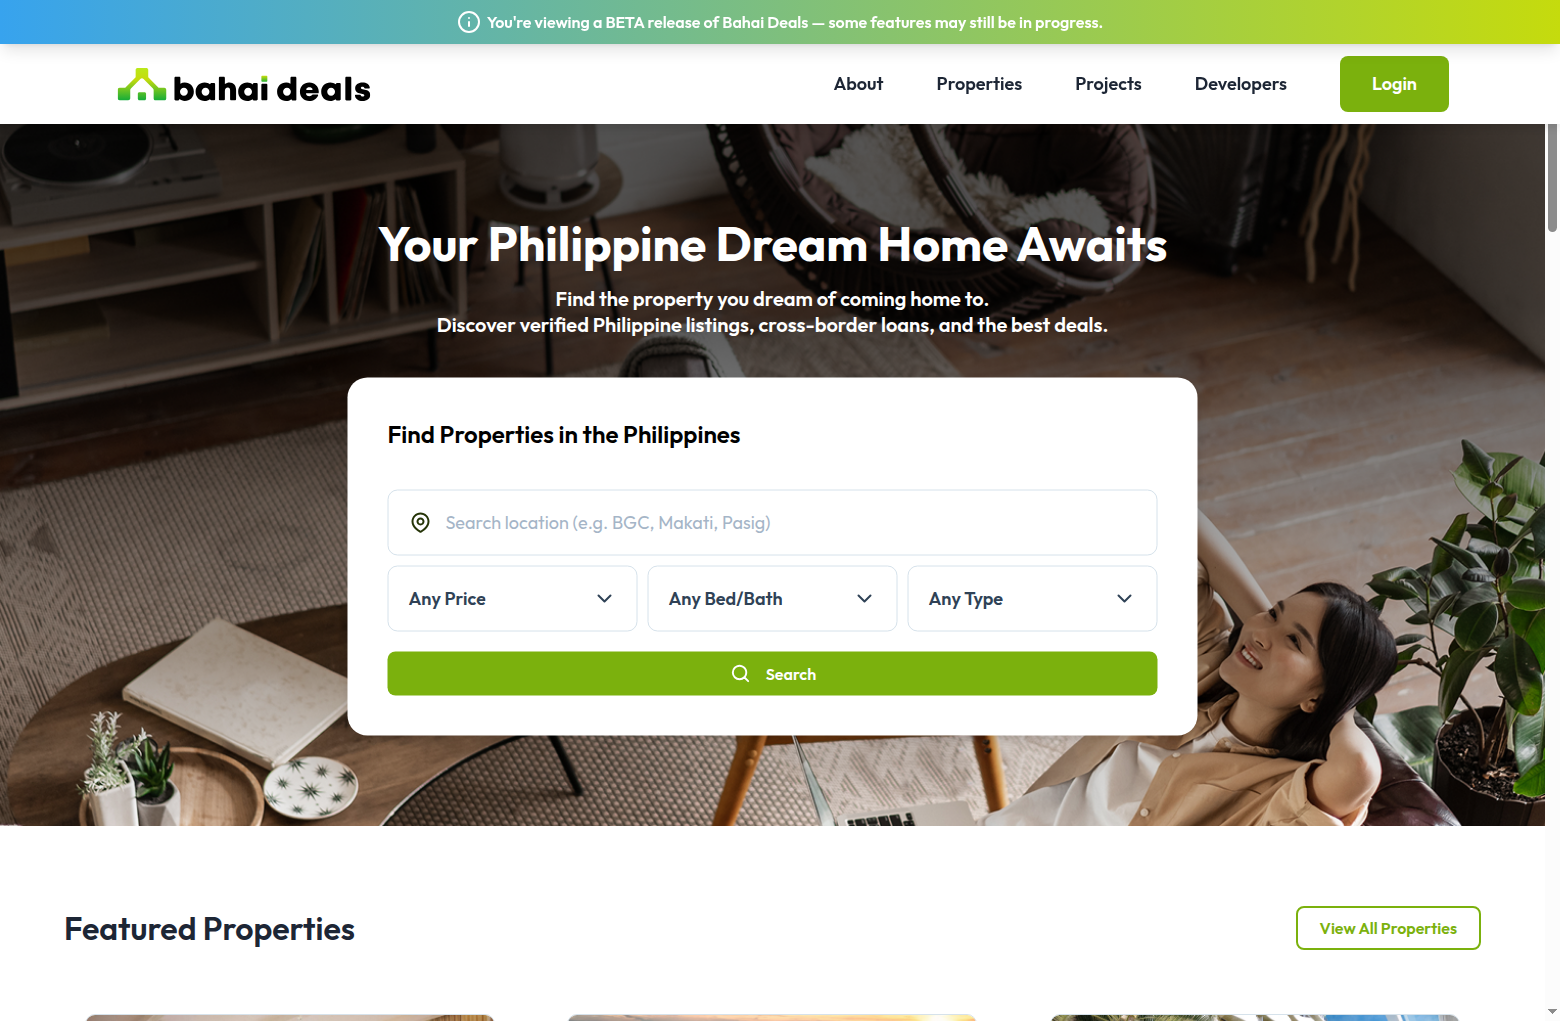 You're viewing a BETA release of Bahai Deals — some features may still be in progress.
bahai deals
About
Properties
Projects
Developers
Login
Your Philippine Dream Home Awaits
Find the property you dream of coming home to.
Discover verified Philippine listings, cross-border loans, and the best deals.
Find Properties in the Philippines
Search location (e.g. BGC, Makati, Pasig)
Any Price
Any Bed/Bath
Any Type
Search
Featured Properties
View All Properties